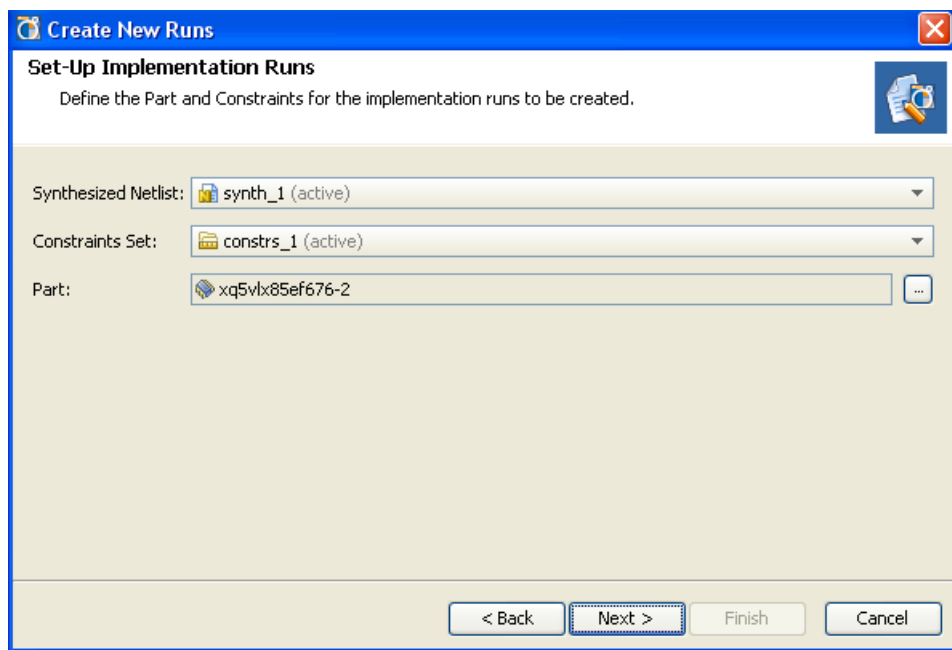 Create New Runs
Set-Up Implementation Runs
Define the Part and Constraints for the implementation runs to be created.
Synthesized Netlist: synth_1 (active)
Constraints Set: constrs_1 (active)
Part: xq5vlx85ef676-2 ...
< Back Next > Finish Cancel